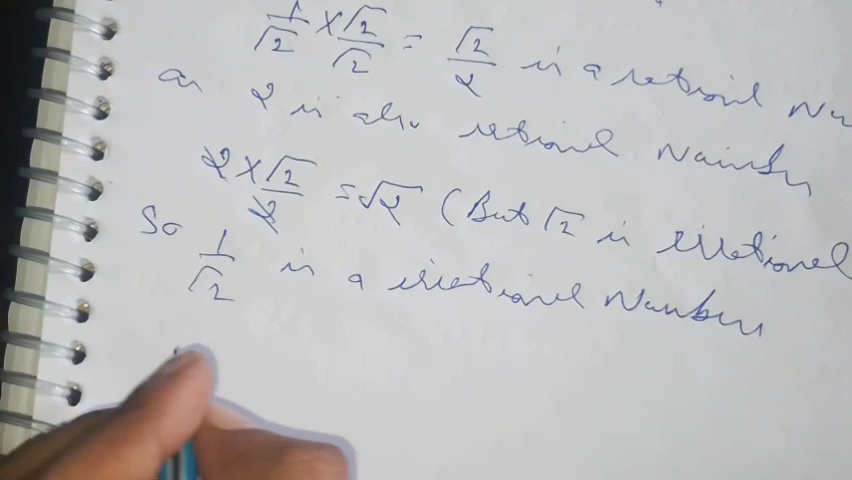 1/√2 × √2/√2 = √2/2 is a rational Nu
as 2 is also rational Number
2 × √2/2 = √2 (But √2 is irrational
So 1/√2 is a irrational Number